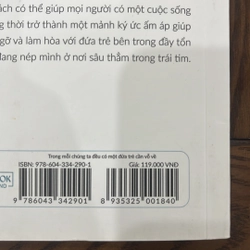 ách có thể giúp mọi người có một cuộc sống
g thời trở thành một mảnh ký ức ấm áp giúp
gỡ và làm hòa với đứa trẻ bên trong đầy tổn
đang nép mình ở nơi sâu thẳm trong trái tim.
Trong mỗi chúng ta đều có một đứa trẻ cần vỗ về
ISBN: 978-604-334-290-1 Giá: 119.000 VNĐ
OK
9 786043 342901 8 935325 001840